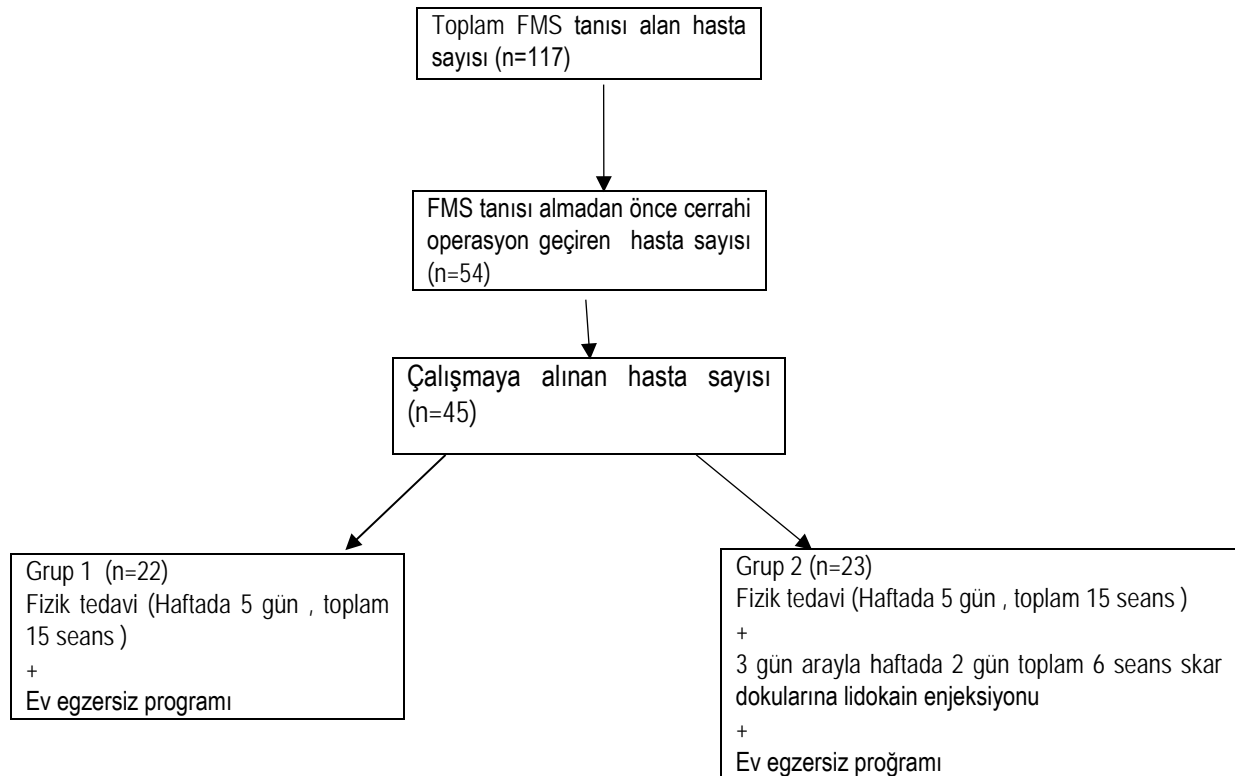 Toplam FMS tanısı alan hasta
sayısı (n=117)
FMS tanısı almadan önce cerrahi
operasyon geçiren hasta sayısı
(n=54)
Çalışmaya alınan hasta sayısı
(n=45)
Grup 1 (n=22)
Fizik tedavi (Haftada 5 gün , toplam
15 seans )
+
Ev egzersiz programı
Grup 2 (n=23)
Fizik tedavi (Haftada 5 gün , toplam 15 seans )
+
3 gün arayla haftada 2 gün toplam 6 seans skar
dokularına lidokain enjeksiyonu
+
Ev egzersiz proğramı